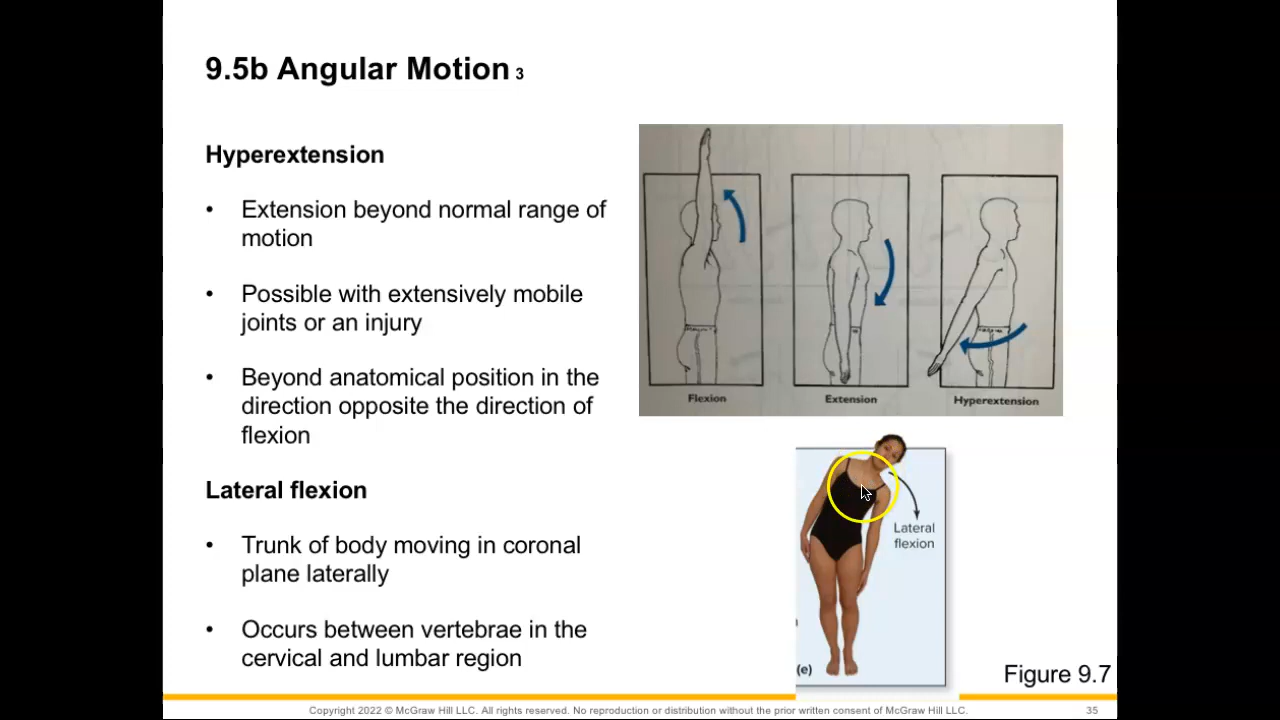 9.5b Angular Motion 3
Hyperextension
• Extension beyond normal range of
motion
• Possible with extensively mobile
joints or an injury
• Beyond anatomical position in the
direction opposite the direction of
flexion
Lateral flexion
• Trunk of body moving in coronal
plane laterally
• Occurs between vertebrae in the
cervical and lumbar region
Flexion
Extension
Hyperextension
Lateral
flexion
(e)
Figure 9.7
Copyright 2022 © McGraw Hill LLC. All rights reserved. No reproduction or distribution without the prior written consent of McGraw Hill LLC.
35